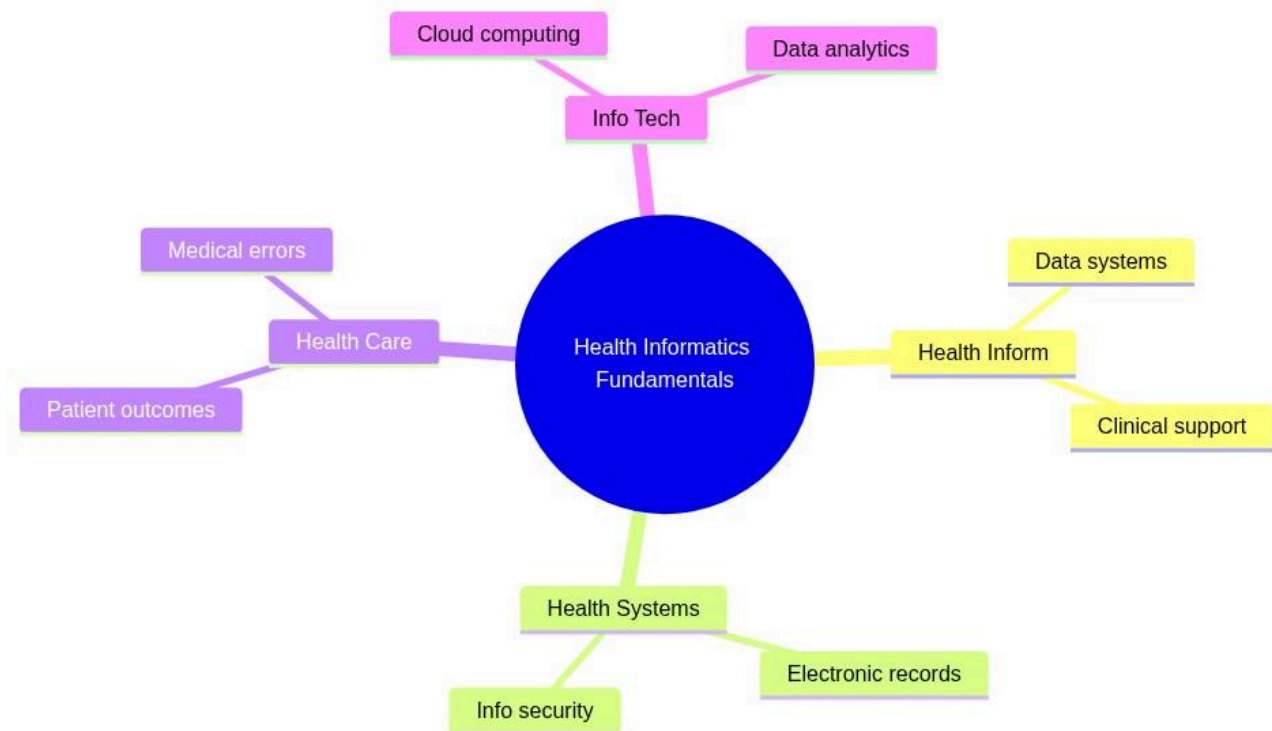 Cloud computing
Data analytics
Info Tech
Medical errors
Data systems
Health Care
Health Informatics
Fundamentals
Health Inform
Patient outcomes
Clinical support
Health Systems
Electronic records
Info security